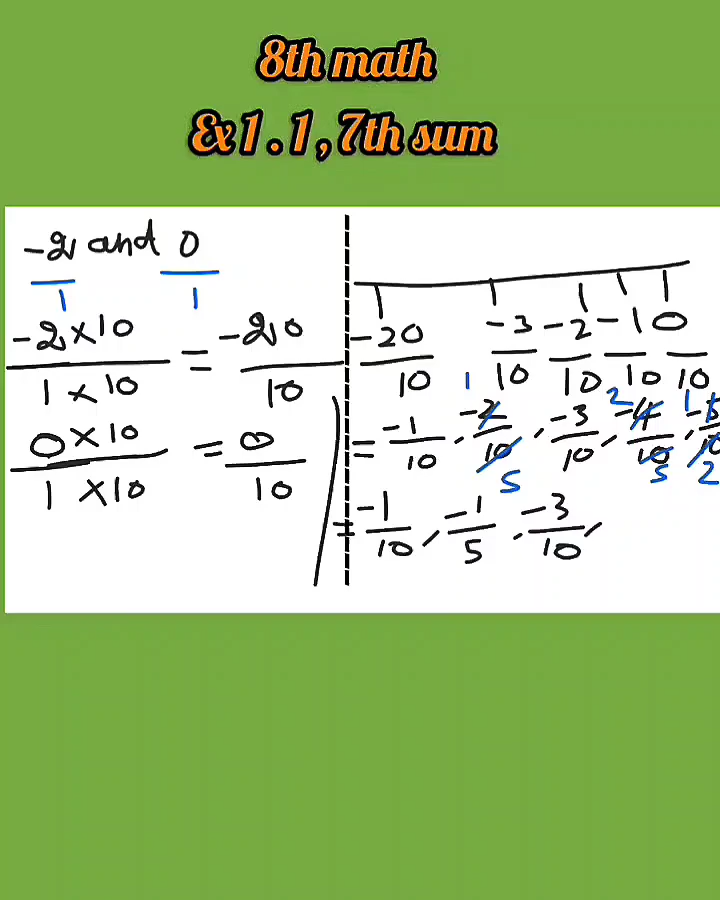 8th math
Ex 1.1, 7th sum
-2 and 0
1 1
-2 × 10 / 1 × 10 = -20 / 10
0 × 10 / 1 × 10 = 0 / 10
-20/10 -3/10 -2/10 -1/10 0/10
= -1/10, -2/10, -3/10, -4/10, -5/10
1 5 2 5 1 2
= -1/10, -1/5, -3/10,